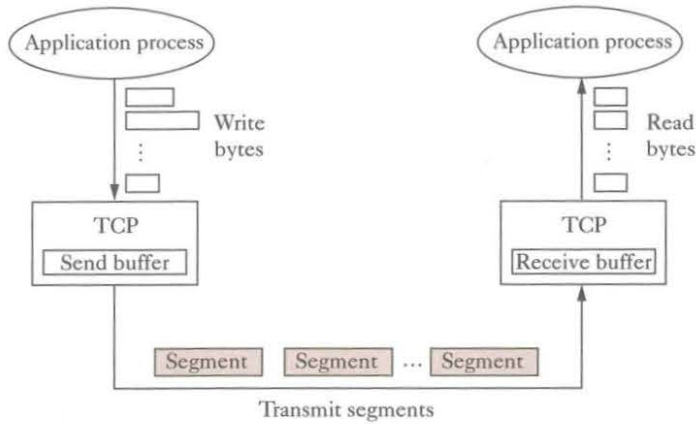 Application process
Application process
Write
bytes
Read
bytes
TCP
Send buffer
TCP
Receive buffer
Segment Segment ... Segment
Transmit segments